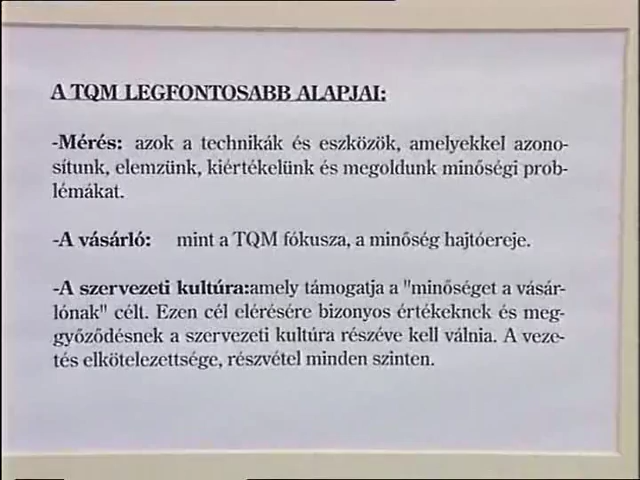 A TQM LEGFONTOSABB ALAPJAI:
-Mérés: azok a technikák és eszközök, amelyekkel azono-
sítunk, elemzünk, kiértékelünk és megoldunk minőségi prob-
lémákat.
-A vásárló: mint a TQM fókusza, a minőség hajtóereje.
-A szervezeti kultúra:amely támogatja a "minőséget a vásár-
lónak" célt. Ezen cél elérésére bizonyos értékeknek és meg-
győződésnek a szervezeti kultúra részéve kell válnia. A veze-
tés elkötelezettsége, részvétel minden szinten.